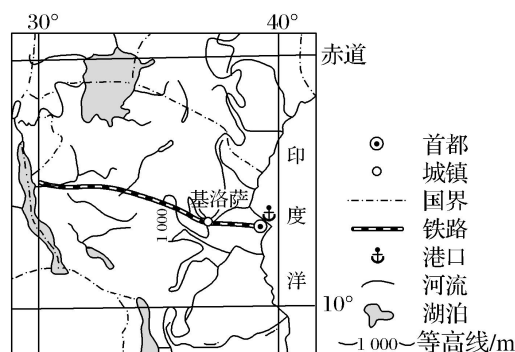 30°
40°
赤道
印
度
洋
基洛萨
1 000
10°
首都
城镇
国界
铁路
港口
河流
湖泊
1 000 等高线/m